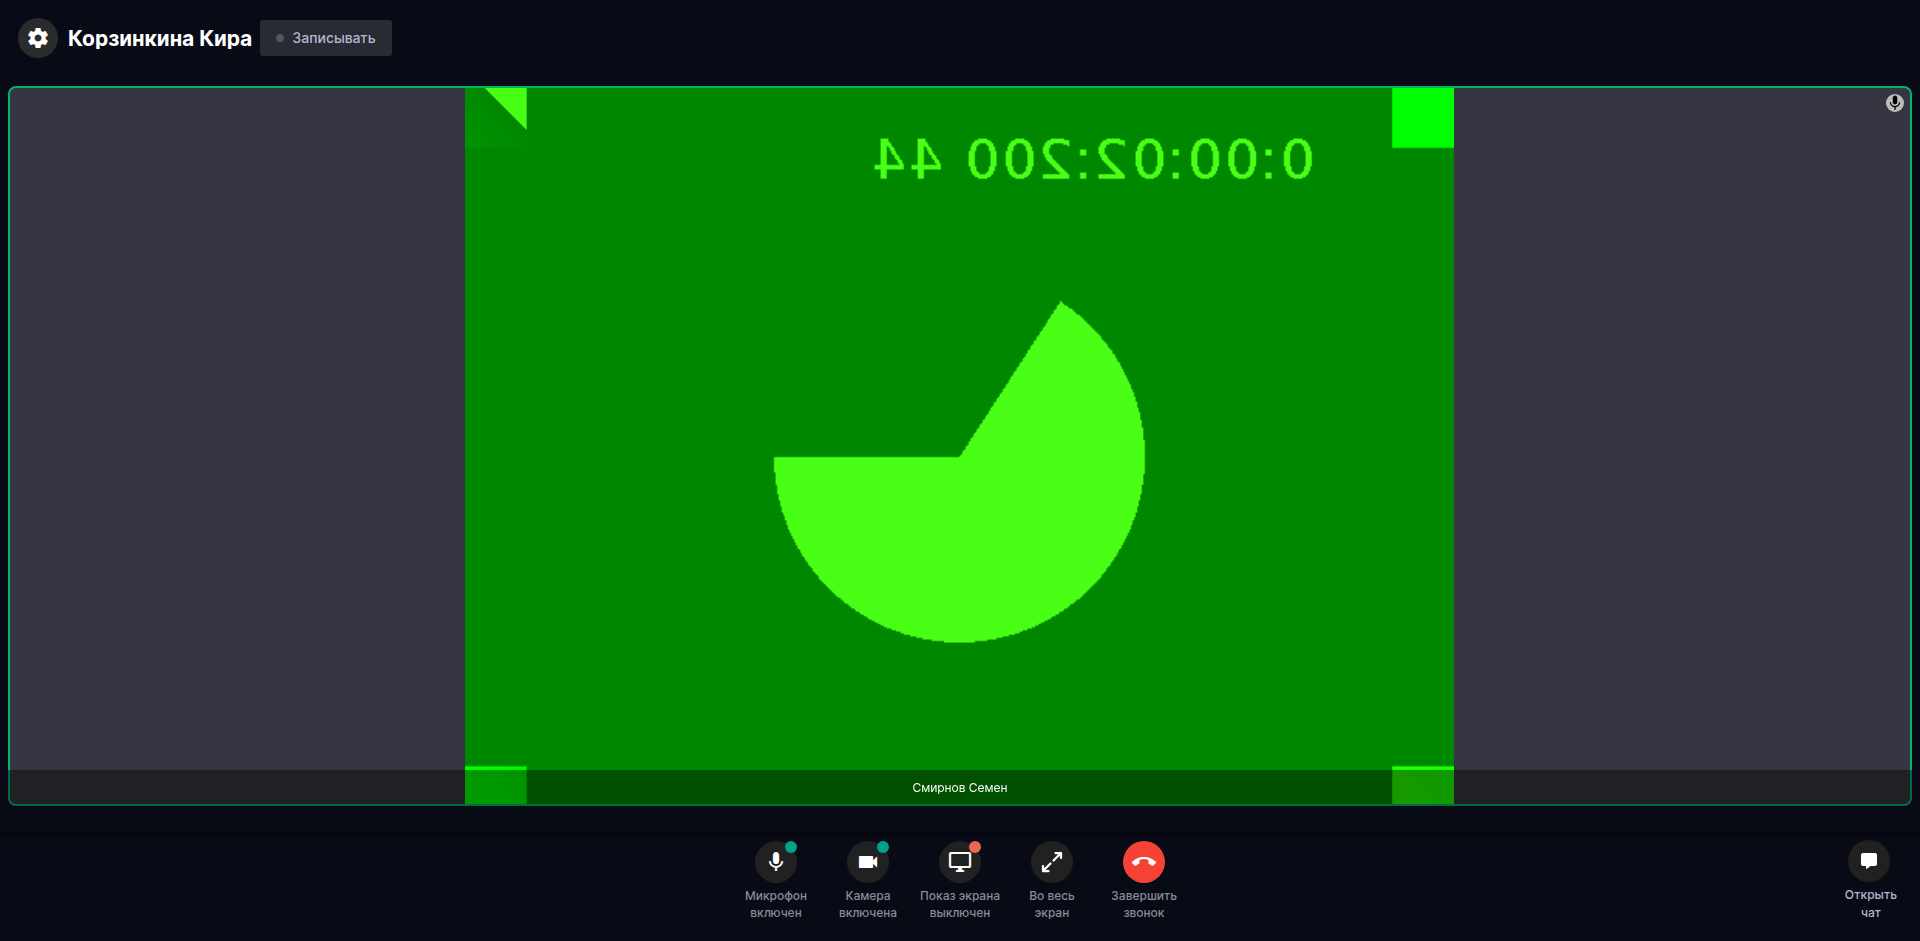 Корзинкина Кира
Записывать
0:00:02:200 44
Смирнов Семен
Микрофон включен
Камера включена
Показ экрана выключен
Во весь экран
Завершить звонок
Открыть чат